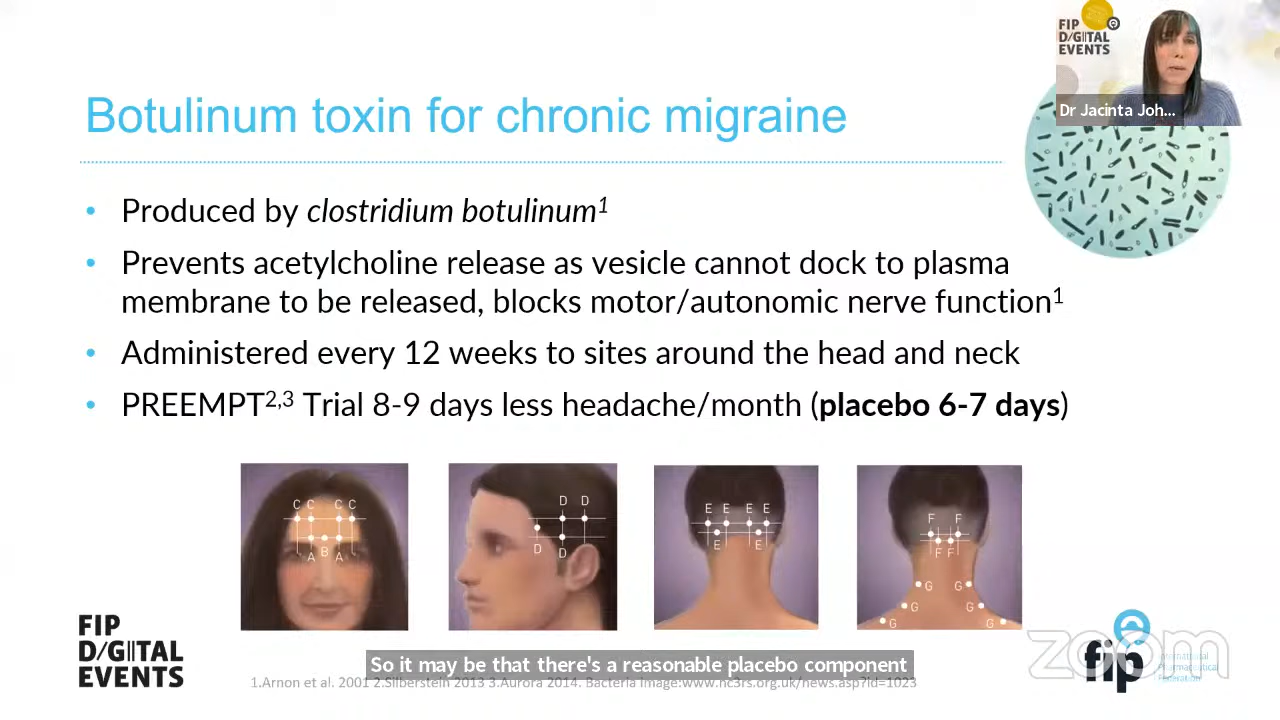 FIP
D/G|TAL
EVENTS
Dr Jacinta Joh...
Botulinum toxin for chronic migraine
• Produced by clostridium botulinum1
• Prevents acetylcholine release as vesicle cannot dock to plasma
membrane to be released, blocks motor/autonomic nerve function1
• Administered every 12 weeks to sites around the head and neck
• PREEMPT2,3 Trial 8-9 days less headache/month (placebo 6-7 days)
C C C C
A B A
D D
D D
E E E E
E E
F F
F F
G G
G G
G G
FIP
D/G|TAL
EVENTS
So it may be that there's a reasonable placebo component
1.Arnon et al. 2001 2.Silberstein 2013 3.Aurora 2014. Bacteria image:www.nc3rs.org.uk/news.asp?id=1023
zoom
fip
International
Pharmaceutical
Federation